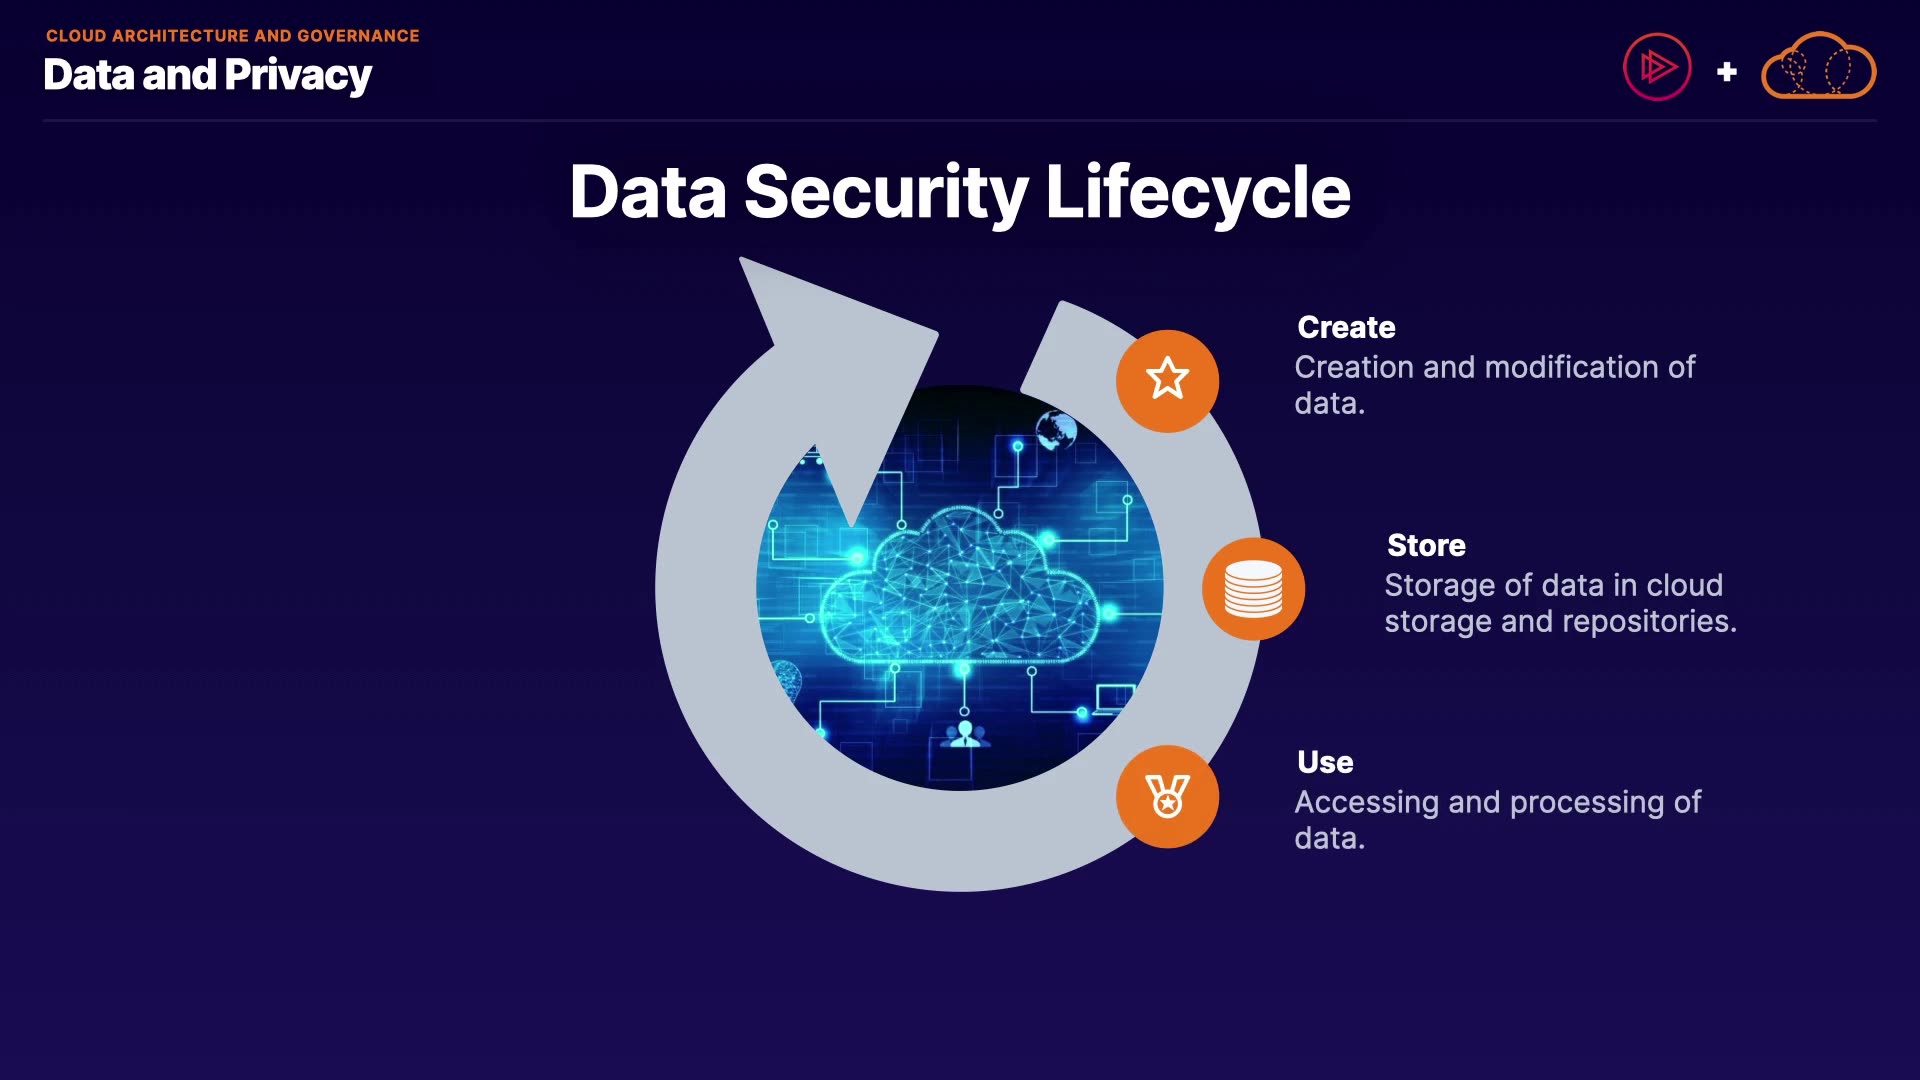 CLOUD ARCHITECTURE AND GOVERNANCE
Data and Privacy
Data Security Lifecycle
Create
Creation and modification of
data.
Store
Storage of data in cloud
storage and repositories.
Use
Accessing and processing of
data.